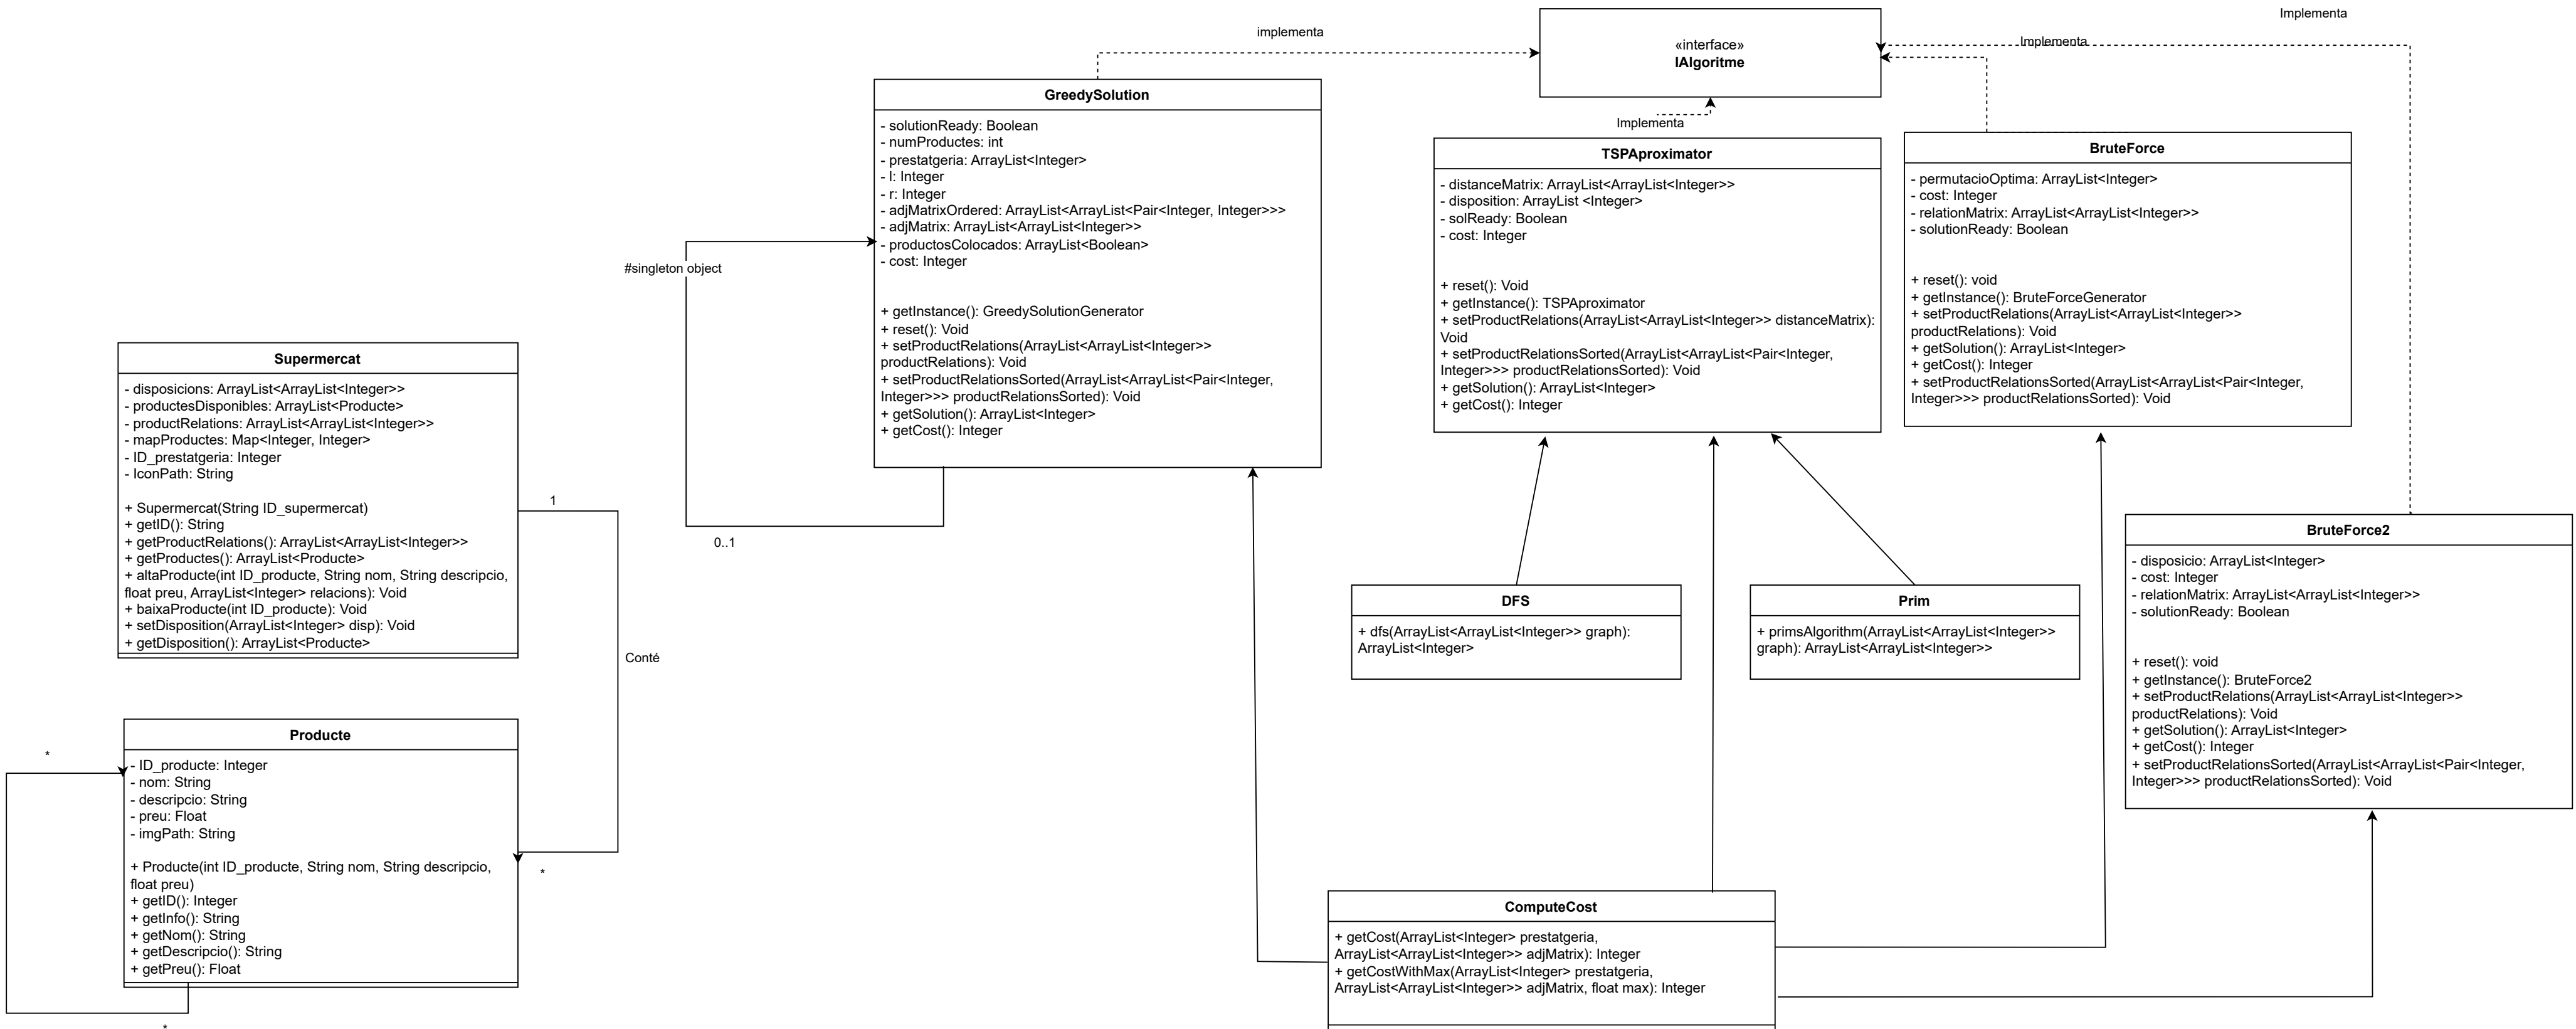 implementa
«interface»
IAlgoritme
Implementa
Implementa
Implementa
GreedySolution
- solutionReady: Boolean
- numProductes: int
- prestatgeria: ArrayList<Integer>
- l: Integer
- r: Integer
- adjMatrixOrdered: ArrayList<ArrayList<Pair<Integer, Integer>>>
- adjMatrix: ArrayList<ArrayList<Integer>>
- productosColocados: ArrayList<Boolean>
- cost: Integer
+ getInstance(): GreedySolutionGenerator
+ reset(): Void
+ setProductRelations(ArrayList<ArrayList<Integer>>
productRelations): Void
+ setProductRelationsSorted(ArrayList<ArrayList<Pair<Integer,
Integer>>> productRelationsSorted): Void
+ getSolution(): ArrayList<Integer>
+ getCost(): Integer
#singleton object
0..1
TSPAproximator
- distanceMatrix: ArrayList<ArrayList<Integer>>
- disposition: ArrayList <Integer>
- solReady: Boolean
- cost: Integer
+ reset(): Void
+ getInstance(): TSPAproximator
+ setProductRelations(ArrayList<ArrayList<Integer>> distanceMatrix):
Void
+ setProductRelationsSorted(ArrayList<ArrayList<Pair<Integer,
Integer>>> productRelationsSorted): Void
+ getSolution(): ArrayList<Integer>
+ getCost(): Integer
BruteForce
- permutacioOptima: ArrayList<Integer>
- cost: Integer
- relationMatrix: ArrayList<ArrayList<Integer>>
- solutionReady: Boolean
+ reset(): void
+ getInstance(): BruteForceGenerator
+ setProductRelations(ArrayList<ArrayList<Integer>>
productRelations): Void
+ getSolution(): ArrayList<Integer>
+ getCost(): Integer
+ setProductRelationsSorted(ArrayList<ArrayList<Pair<Integer,
Integer>>> productRelationsSorted): Void
Supermercat
- disposicions: ArrayList<ArrayList<Integer>>
- productesDisponibles: ArrayList<Producte>
- productRelations: ArrayList<ArrayList<Integer>>
- mapProductes: Map<Integer, Integer>
- ID_prestatgeria: Integer
- IconPath: String
+ Supermercat(String ID_supermercat)
+ getID(): String
+ getProductRelations(): ArrayList<ArrayList<Integer>>
+ getProductes(): ArrayList<Producte>
+ altaProducte(int ID_producte, String nom, String descripcio,
float preu, ArrayList<Integer> relacions): Void
+ baixaProducte(int ID_producte): Void
+ setDisposition(ArrayList<Integer> disp): Void
+ getDisposition(): ArrayList<Producte>
1
Conté
*
Producte
- ID_producte: Integer
- nom: String
- descripcio: String
- preu: Float
- imgPath: String
+ Producte(int ID_producte, String nom, String descripcio,
float preu)
+ getID(): Integer
+ getInfo(): String
+ getNom(): String
+ getDescripcio(): String
+ getPreu(): Float
*
*
DFS
+ dfs(ArrayList<ArrayList<Integer>> graph):
ArrayList<Integer>
Prim
+ primsAlgorithm(ArrayList<ArrayList<Integer>>
graph): ArrayList<ArrayList<Integer>>
BruteForce2
- disposicio: ArrayList<Integer>
- cost: Integer
- relationMatrix: ArrayList<ArrayList<Integer>>
- solutionReady: Boolean
+ reset(): void
+ getInstance(): BruteForce2
+ setProductRelations(ArrayList<ArrayList<Integer>>
productRelations): Void
+ getSolution(): ArrayList<Integer>
+ getCost(): Integer
+ setProductRelationsSorted(ArrayList<ArrayList<Pair<Integer,
Integer>>> productRelationsSorted): Void
ComputeCost
+ getCost(ArrayList<Integer> prestatgeria,
ArrayList<ArrayList<Integer>> adjMatrix): Integer
+ getCostWithMax(ArrayList<Integer> prestatgeria,
ArrayList<ArrayList<Integer>> adjMatrix, float max): Integer